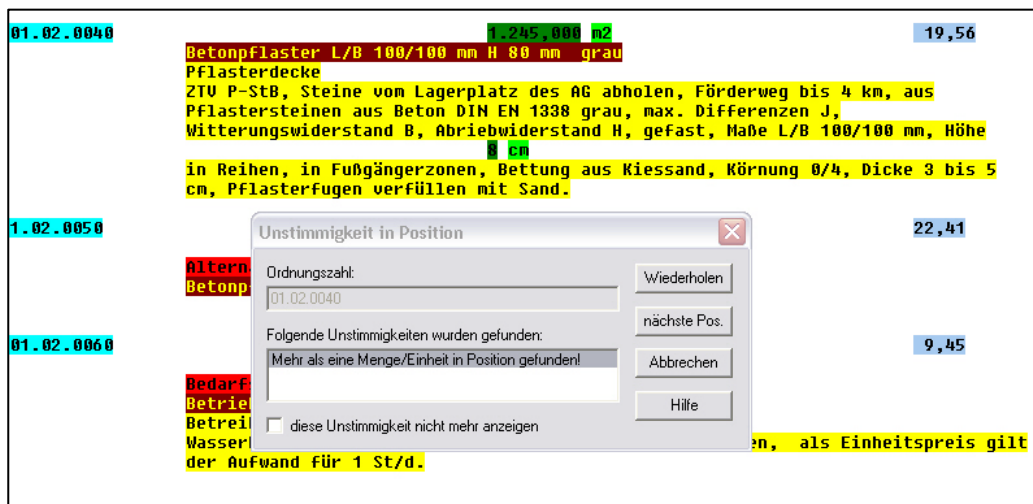 01.02.0040 1.245,000 m2 19,56
Betonpflaster L/B 100/100 mm H 80 mm grau
Pflasterdecke
ZTV P-StB, Steine vom Lagerplatz des AG abholen, Förderweg bis 4 km, aus
Pflastersteinen aus Beton DIN EN 1338 grau, max. Differenzen J,
Witterungswiderstand B, Abriebwiderstand H, gefast, Maße L/B 100/100 mm, Höhe
8 cm
in Reihen, in Fußgängerzonen, Bettung aus Kiessand, Körnung 0/4, Dicke 3 bis 5
cm, Pflasterfugen verfüllen mit Sand.
1.02.0050 22,41
Altern
Betonp
01.02.0060 9,45
Bedarf
Betrie
Betrei
Wasser en, als Einheitspreis gilt
der Aufwand für 1 St/d.
Unstimmigkeit in Position
Ordnungszahl:
01.02.0040
Folgende Unstimmigkeiten wurden gefunden:
Mehr als eine Menge/Einheit in Position gefunden!
diese Unstimmigkeit nicht mehr anzeigen
Wiederholen
nächste Pos.
Abbrechen
Hilfe